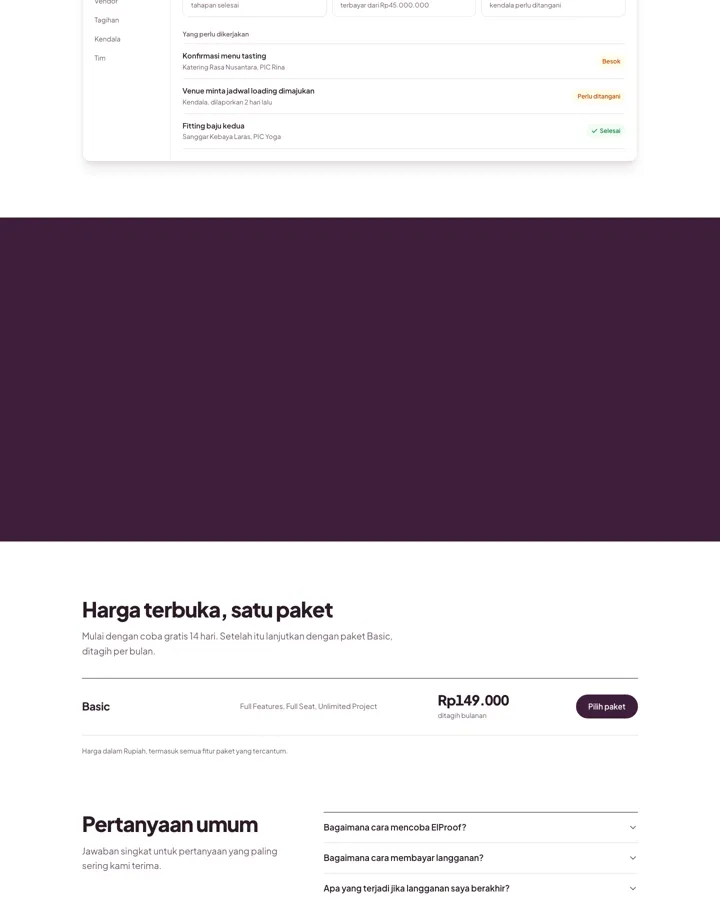 Vendor
Tagihan
Kendala
Tim
tahapan selesai
terbayar dari Rp45.000.000
kendala perlu ditangani
Yang perlu dikerjakan
Konfirmasi menu tasting
Katering Rasa Nusantara, PIC Rina
Besok
Venue minta jadwal loading dimajukan
Kendala, dilaporkan 2 hari lalu
Perlu ditangani
Fitting baju kedua
Sanggar Kebaya Laras, PIC Yoga
Selesai
Harga terbuka, satu paket
Mulai dengan coba gratis 14 hari. Setelah itu lanjutkan dengan paket Basic,
ditagih per bulan.
Basic
Full Features, Full Seat, Unlimited Project
Rp149.000
ditagih bulanan
Pilih paket
Harga dalam Rupiah, termasuk semua fitur paket yang tercantum.
Pertanyaan umum
Jawaban singkat untuk pertanyaan yang paling
sering kami terima.
Bagaimana cara mencoba ElProof?
Bagaimana cara membayar langganan?
Apa yang terjadi jika langganan saya berakhir?